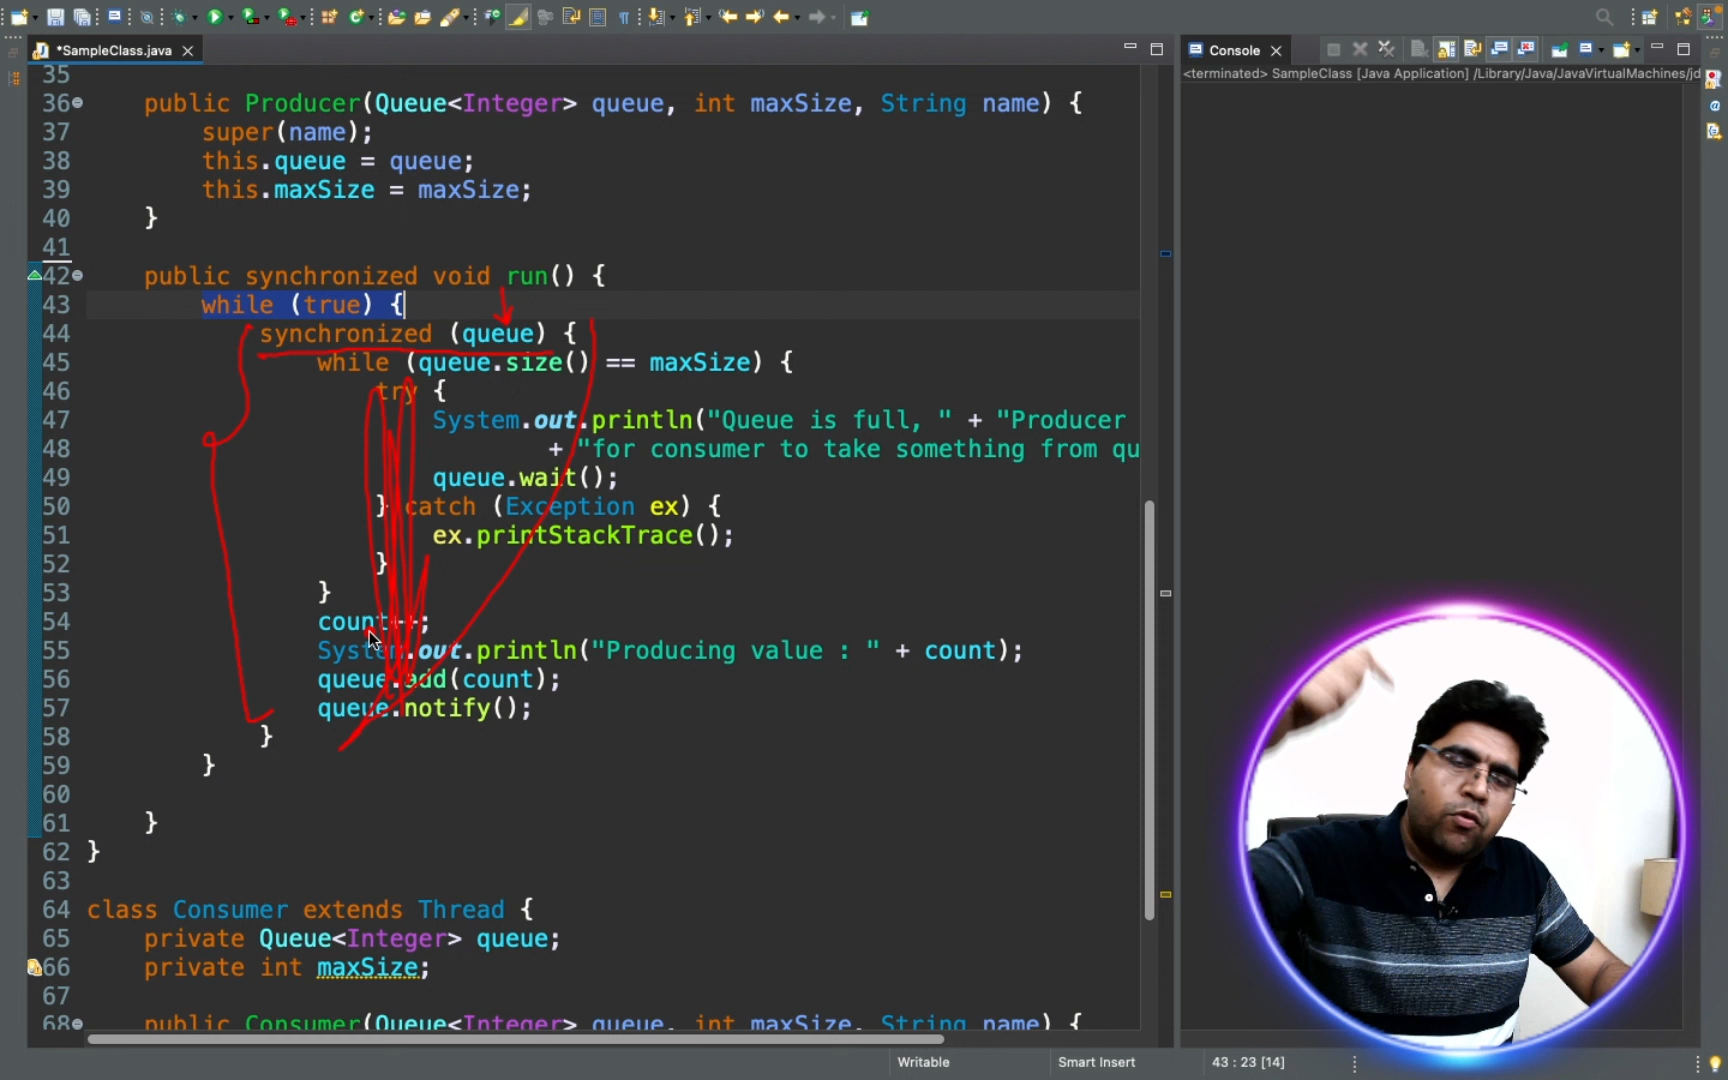 *SampleClass.java
Console
<terminated> SampleClass [Java Application] /Library/Java/JavaVirtualMachines/jd
35
36 public Producer(Queue<Integer> queue, int maxSize, String name) {
37 super(name);
38 this.queue = queue;
39 this.maxSize = maxSize;
40 }
41
42 public synchronized void run() {
43 while (true) {
44 synchronized (queue) {
45 while (queue.size() == maxSize) {
46 try {
47 System.out.println("Queue is full, " + "Producer
48 + "for consumer to take something from qu
49 queue.wait();
50 } catch (Exception ex) {
51 ex.printStackTrace();
52 }
53 }
54 count++;
55 System.out.println("Producing value : " + count);
56 queue.add(count);
57 queue.notify();
58 }
59 }
60
61 }
62 }
63
64 class Consumer extends Thread {
65 private Queue<Integer> queue;
66 private int maxSize;
67
68 public Consumer(Queue<Integer> queue, int maxSize, String name) {
Writable
Smart Insert
43 : 23 [14]